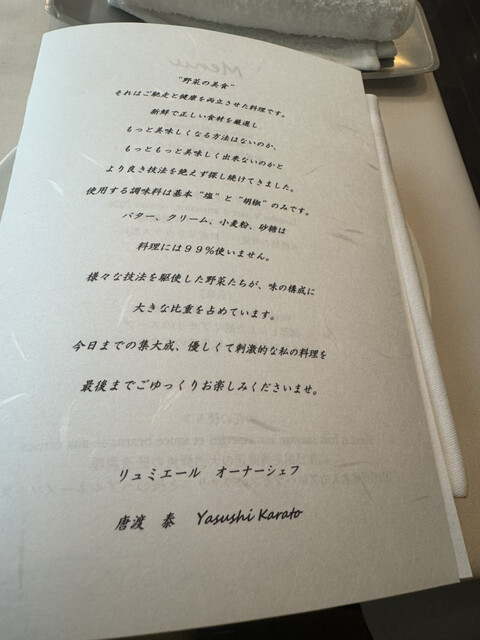 "野菜の美食"
それはご馳走と健康を両立させた料理です。
新鮮で正しい食材を厳選し
もっと美味しくなる方法はないのか、
もっともっと美味しく出来ないのかと
より良き技法を絶えず探し続けてきました。
使用する調味料は基本"塩"と"胡椒"のみです。
バター、クリーム、小麦粉、砂糖は
料理には99%使いません。
様々な技法を駆使した野菜たちが、味の構成に
大きな比重を占めています。
今日までの集大成、優しくて刺激的な私の料理を
最後までごゆっくりお楽しみくださいませ。
リュミエール オーナーシェフ
唐渡 泰 Yasushi Karato